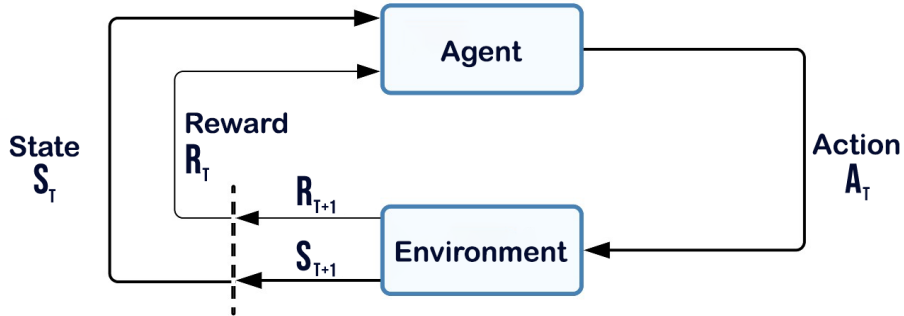 Agent
Reward
R_T
State
S_T
Action
A_T
R_T+1
Environment
S_T+1